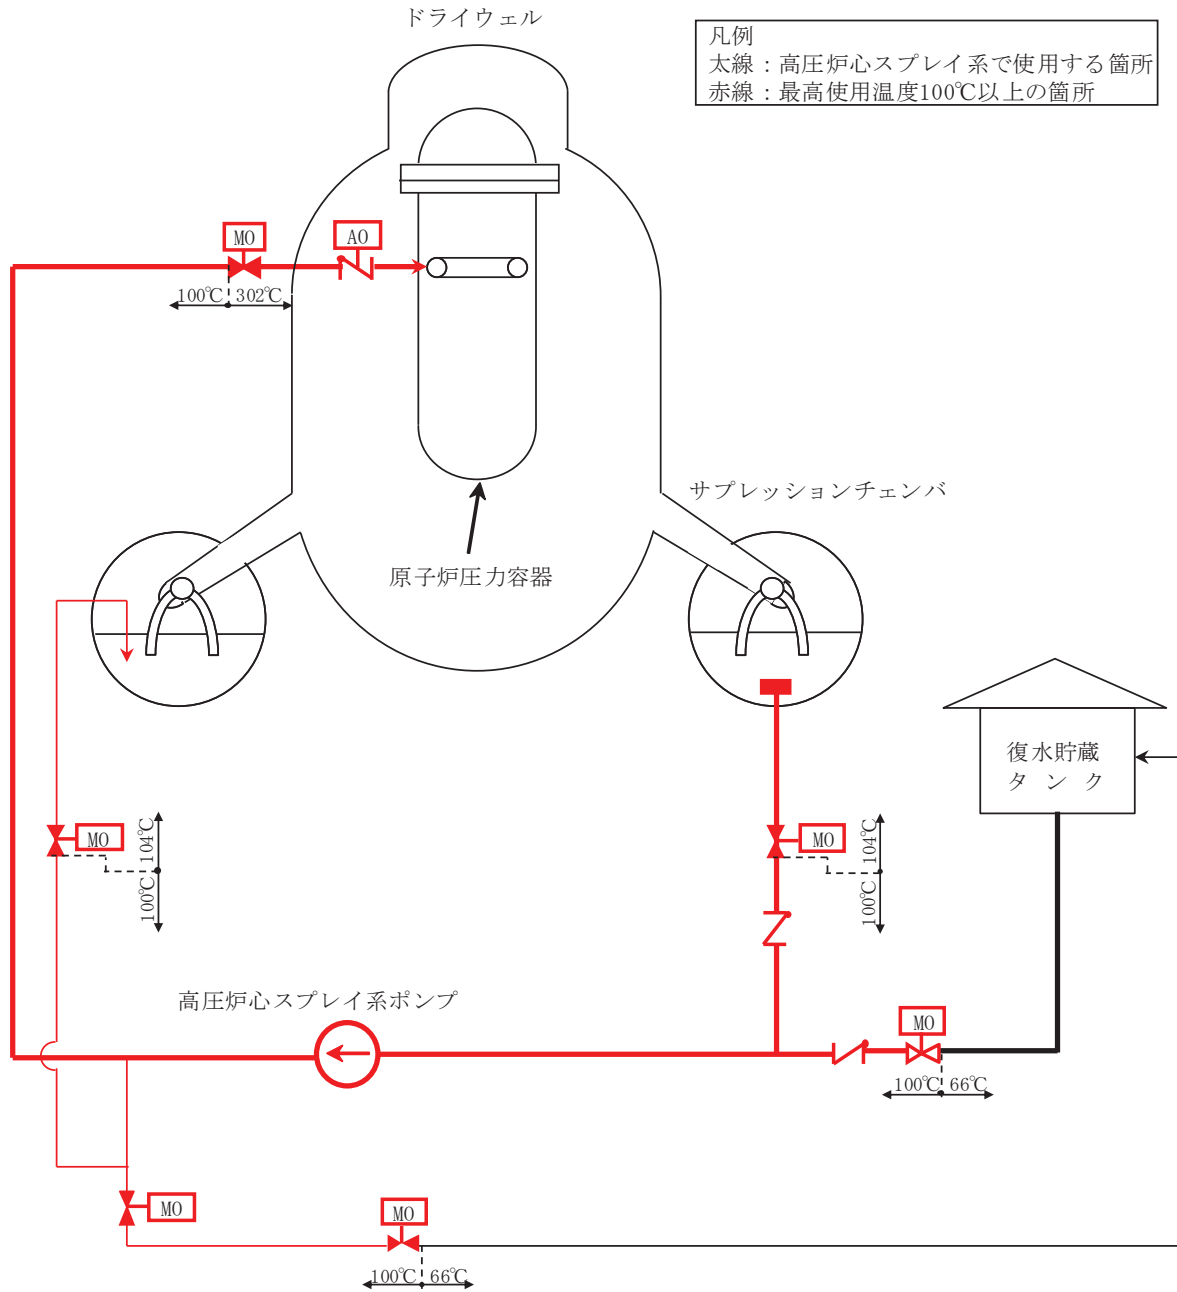 ドライウェル
凡例
太線：高圧炉心スプレイ系で使用する箇所
赤線：最高使用温度100℃以上の箇所
MO
AO
100℃ 302℃
サプレッションチェンバ
原子炉圧力容器
復水貯蔵
タンク
MO
104℃
100℃
MO
104℃
100℃
高圧炉心スプレイ系ポンプ
MO
100℃ 66℃
MO
MO
100℃ 66℃